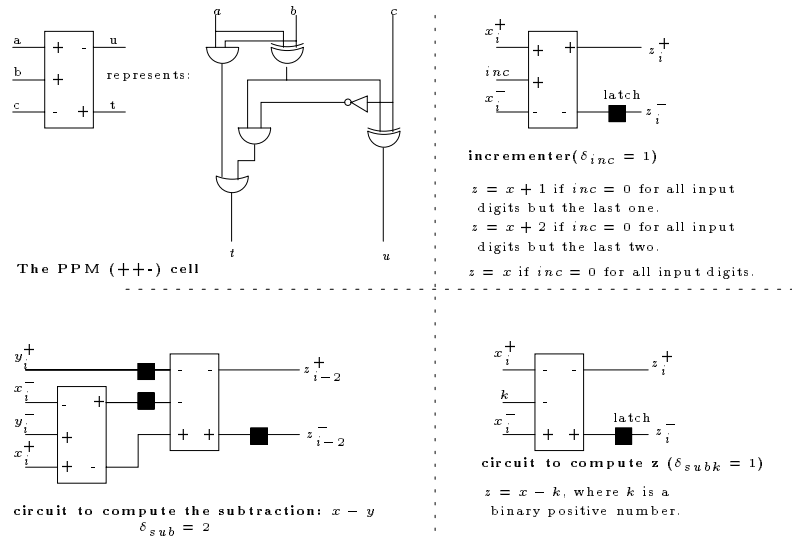 a + - u
b +
c - + t
represents:
a b c
t u
The PPM (++-) cell
x_i^+ + + z_i^+
inc +
x_i^- - - z_i^-
latch
incrementer(δ_inc = 1)
z = x + 1 if inc = 0 for all input
digits but the last one.
z = x + 2 if inc = 0 for all input
digits but the last two.
z = x if inc = 0 for all input digits.
y_i^+ - - z_{i-2}^+
x_i^- - + -
y_i^- + + + z_{i-2}^-
x_i^+ + -
circuit to compute the subtraction: x - y
δ_sub = 2
x_i^+ - - z_i^+
k -
x_i^- + + z_i^-
latch
circuit to compute z (δ_subk = 1)
z = x - k, where k is a
binary positive number.